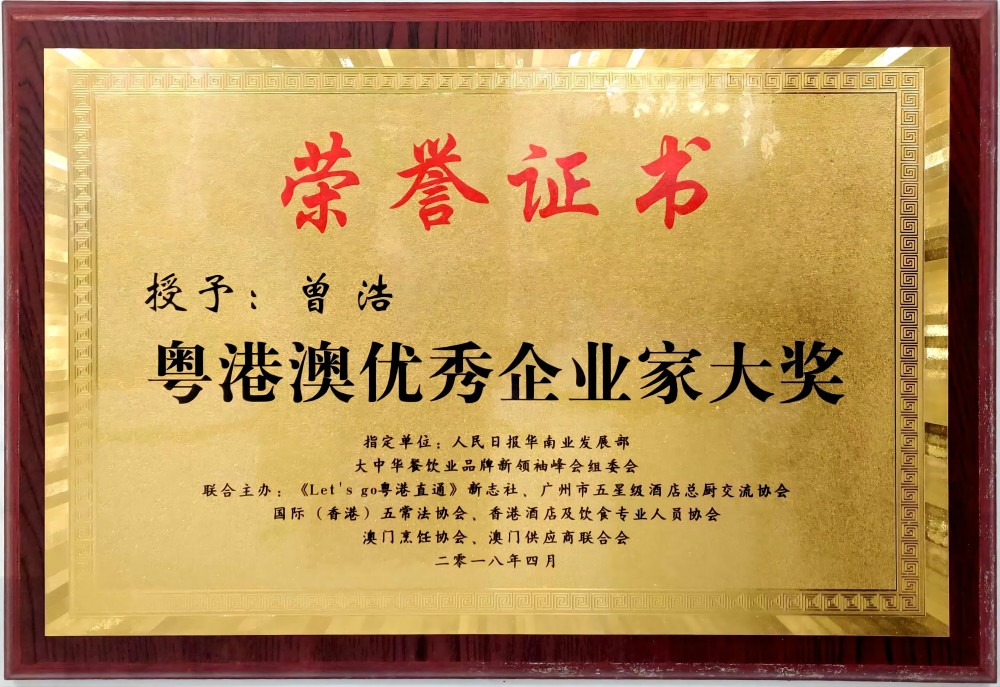 荣誉证书
授予：曾浩
粤港澳优秀企业家大奖
指定单位：人民日报华南业发展部
大中华餐饮业品牌新领袖峰会组委会
联合主办：《Let's go粤港直通》新志社、广州市五星级酒店总厨交流协会
国际（香港）五常法协会、香港酒店及饮食专业人员协会
澳门烹饪协会、澳门供应商联合会
二零一八年四月